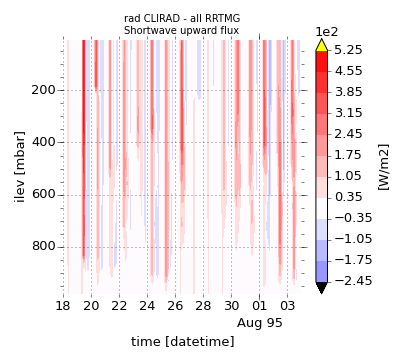 rad CLIRAD - all RRTMG
Shortwave upward flux
1e2
5.25
4.55
3.85
3.15
2.45
1.75
1.05
0.35
−0.35
−1.05
−1.75
−2.45
[W/m2]
ilev [mbar]
200
400
600
800
18 20 22 24 26 28 30 01 03
Aug 95
time [datetime]